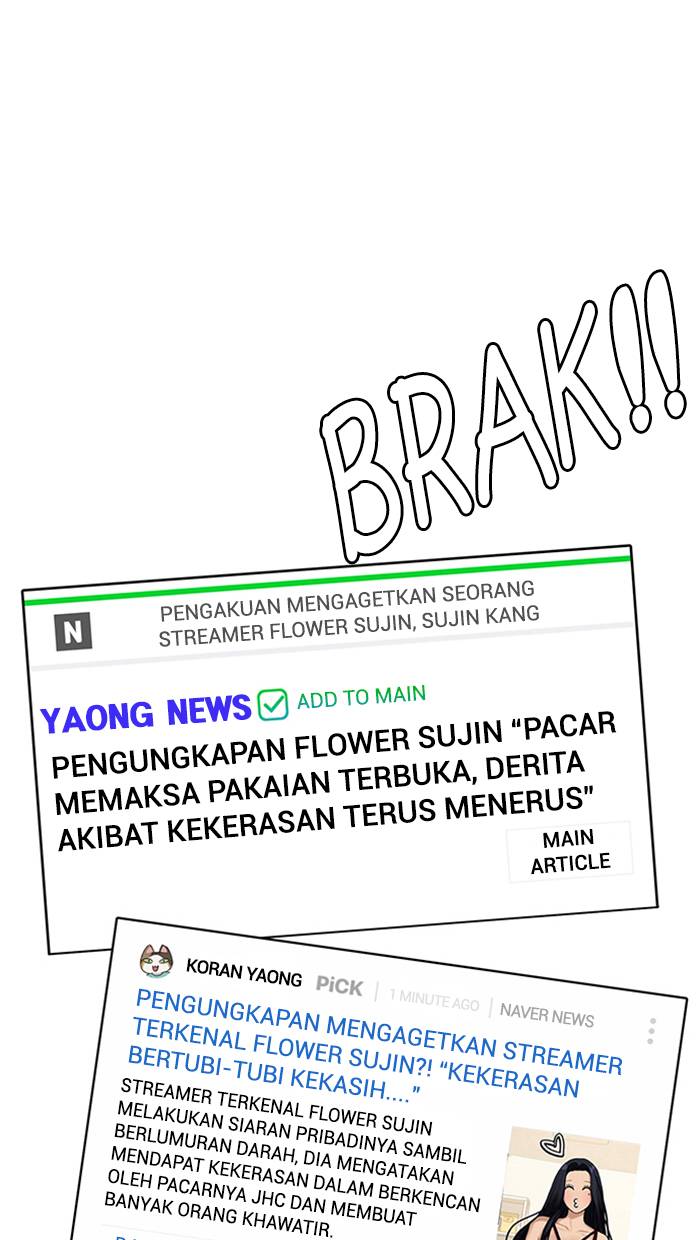 BRAK!!
N
PENGAKUAN MENGAGETKAN SEORANG
STREAMER FLOWER SUJIN, SUJIN KANG
YAONG NEWS ADD TO MAIN
PENGUNGKAPAN FLOWER SUJIN “PACAR
MEMAKSA PAKAIAN TERBUKA, DERITA
AKIBAT KEKERASAN TERUS MENERUS”
MAIN
ARTICLE
KORAN YAONG PiCK | 1 MINUTE AGO | NAVER NEWS
PENGUNGKAPAN MENGAGETKAN STREAMER
TERKENAL FLOWER SUJIN?! “KEKERASAN
BERTUBI-TUBI KEKASIH....”
STREAMER TERKENAL FLOWER SUJIN
MELAKUKAN SIARAN PRIBADINYA SAMBIL
BERLUMURAN DARAH, DIA MENGATAKAN
MENDAPAT KEKERASAN DALAM BERKENCAN
OLEH PACARNYA JHC DAN MEMBUAT
BANYAK ORANG KHAWATIR.